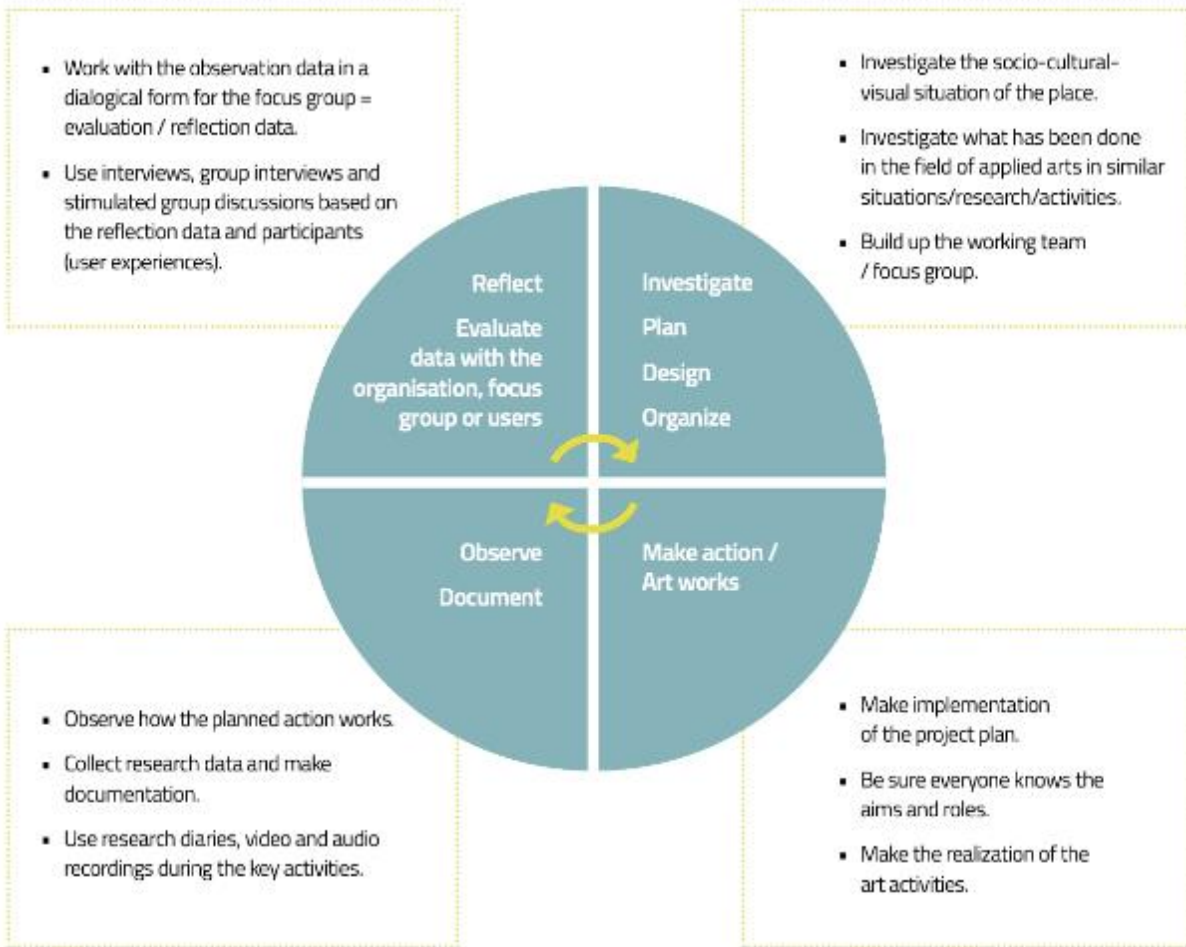 ▪ Work with the observation data in a
dialogical form for the focus group =
evaluation / reflection data.
▪ Use interviews, group interviews and
stimulated group discussions based on
the reflection data and participants
(user experiences).
▪ Investigate the socio-cultural-
visual situation of the place.
▪ Investigate what has been done
in the field of applied arts in similar
situations/research/activities.
▪ Build up the working team
/ focus group.
Reflect
Evaluate
data with the
organisation, focus
group or users
Investigate
Plan
Design
Organize
Observe
Document
Make action /
Art works
▪ Observe how the planned action works.
▪ Collect research data and make
documentation.
▪ Use research diaries, video and audio
recordings during the key activities.
▪ Make implementation
of the project plan.
▪ Be sure everyone knows the
aims and roles.
▪ Make the realization of the
art activities.